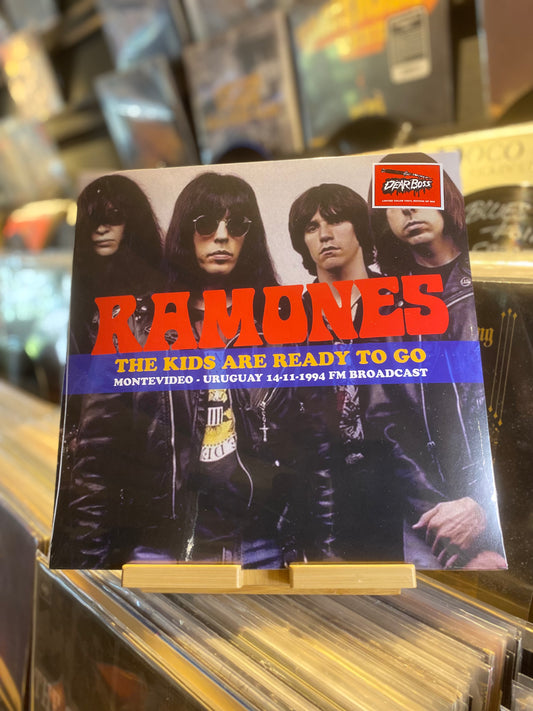 DEAR BOSS
RAMONES
THE KIDS ARE READY TO GO
MONTEVIDEO - URUGUAY 14-11-1994 FM BROADCAST